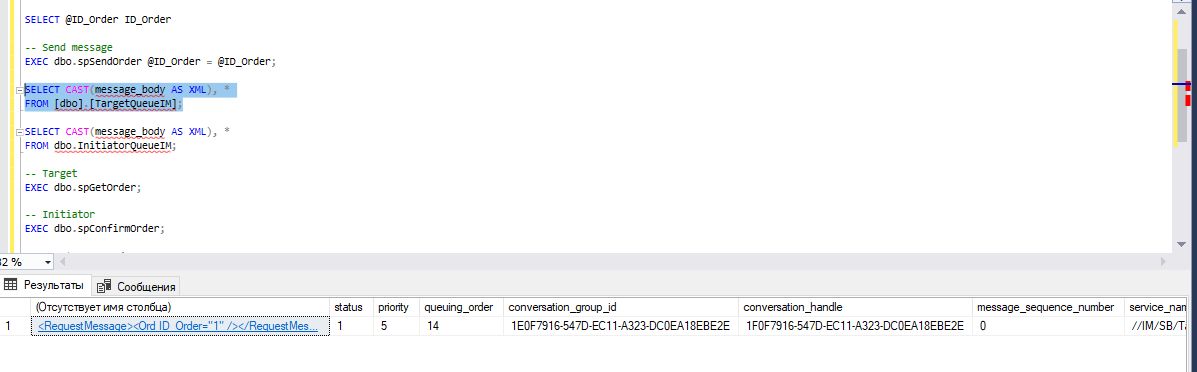 SELECT @ID_Order ID_Order
-- Send message
EXEC dbo.spSendOrder @ID_Order = @ID_Order;
SELECT CAST(message_body AS XML), *
FROM [dbo].[TargetQueueIM];
SELECT CAST(message_body AS XML), *
FROM dbo.InitiatorQueueIM;
-- Target
EXEC dbo.spGetOrder;
-- Initiator
EXEC dbo.spConfirmOrder;
32 %
Результаты Сообщения
(Отсутствует имя столбца) status priority queuing_order conversation_group_id conversation_handle message_sequence_number service_nam
1 <RequestMessage><Ord ID_Order="1" /></RequestMes... 1 5 14 1E0F7916-547D-EC11-A323-DC0EA18EBE2E 1F0F7916-547D-EC11-A323-DC0EA18EBE2E 0 //IM/SB/Ta